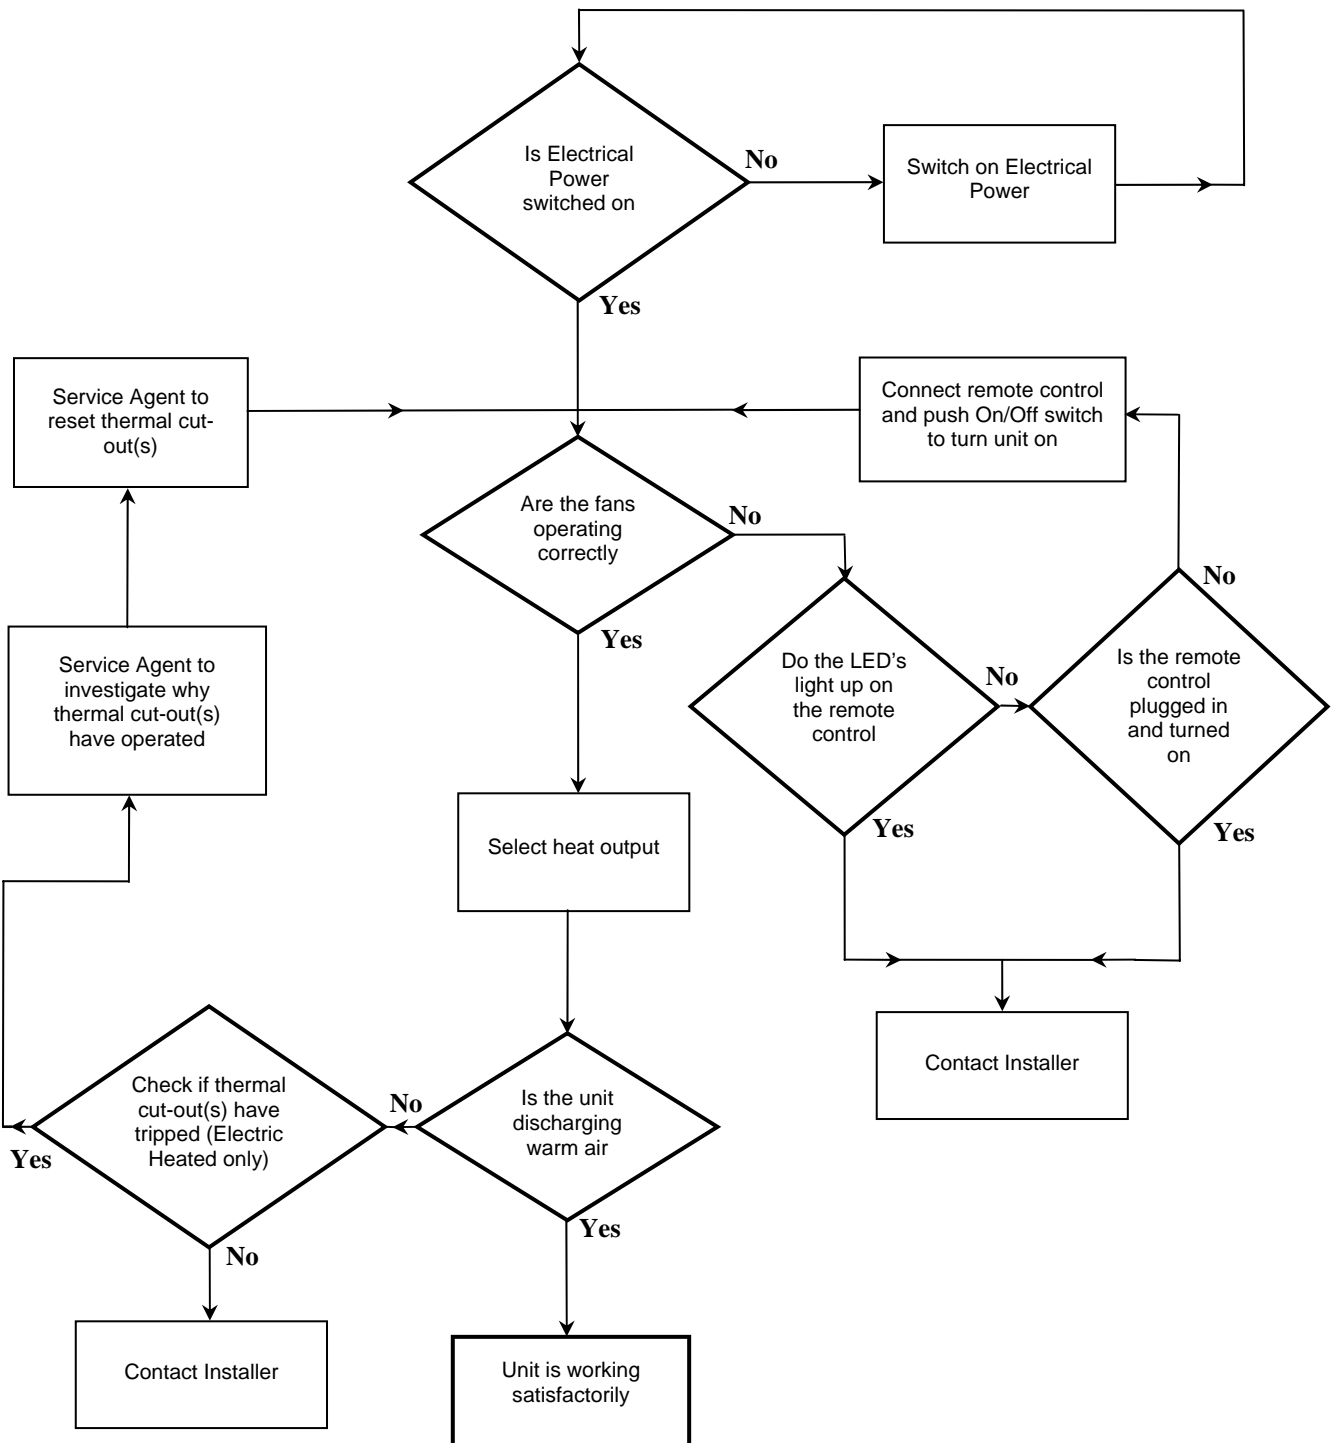 Is Electrical
Power
switched on
No
Switch on Electrical
Power
Yes
Service Agent to
reset thermal cut-
out(s)
Connect remote control
and push On/Off switch
to turn unit on
Are the fans
operating
correctly
No
Yes
No
Service Agent to
investigate why
thermal cut-out(s)
have operated
Do the LED's
light up on
the remote
control
No
Is the remote
control
plugged in
and turned
on
Yes
Yes
Select heat output
Contact Installer
Check if thermal
cut-out(s) have
tripped (Electric
Heated only)
No
Is the unit
discharging
warm air
Yes
Yes
No
Contact Installer
Unit is working
satisfactorily